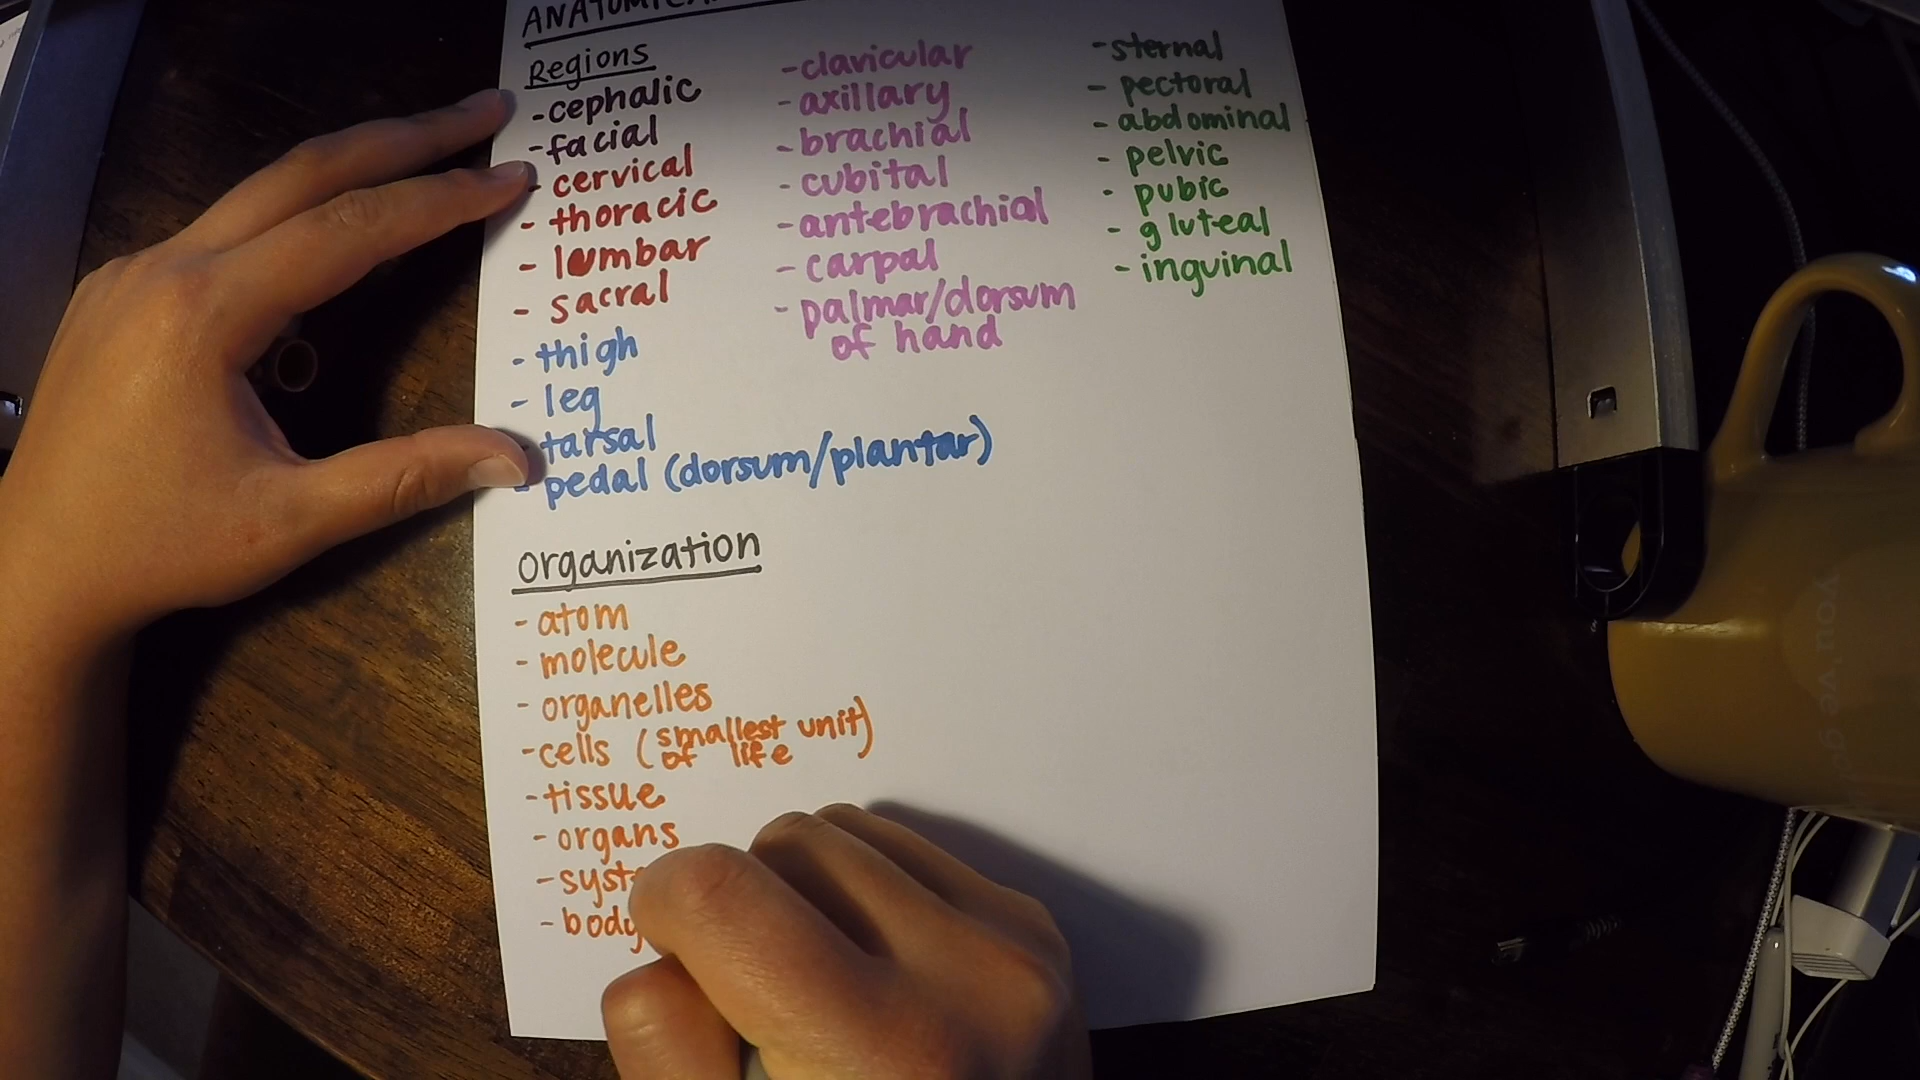 Regions
-cephalic
-facial
- cervical
- thoracic
- lumbar
- sacral
- thigh
- leg
- tarsal
- pedal (dorsum/plantar)
-clavicular
- axillary
- brachial
- cubital
- antebrachial
- carpal
- palmar/dorsum
of hand
-sternal
- pectoral
- abdominal
- pelvic
- pubic
- gluteal
- inguinal
organization
- atom
- molecule
- organelles
-cells (smallest unit)
of life
-tissue
- organs
- body
you've